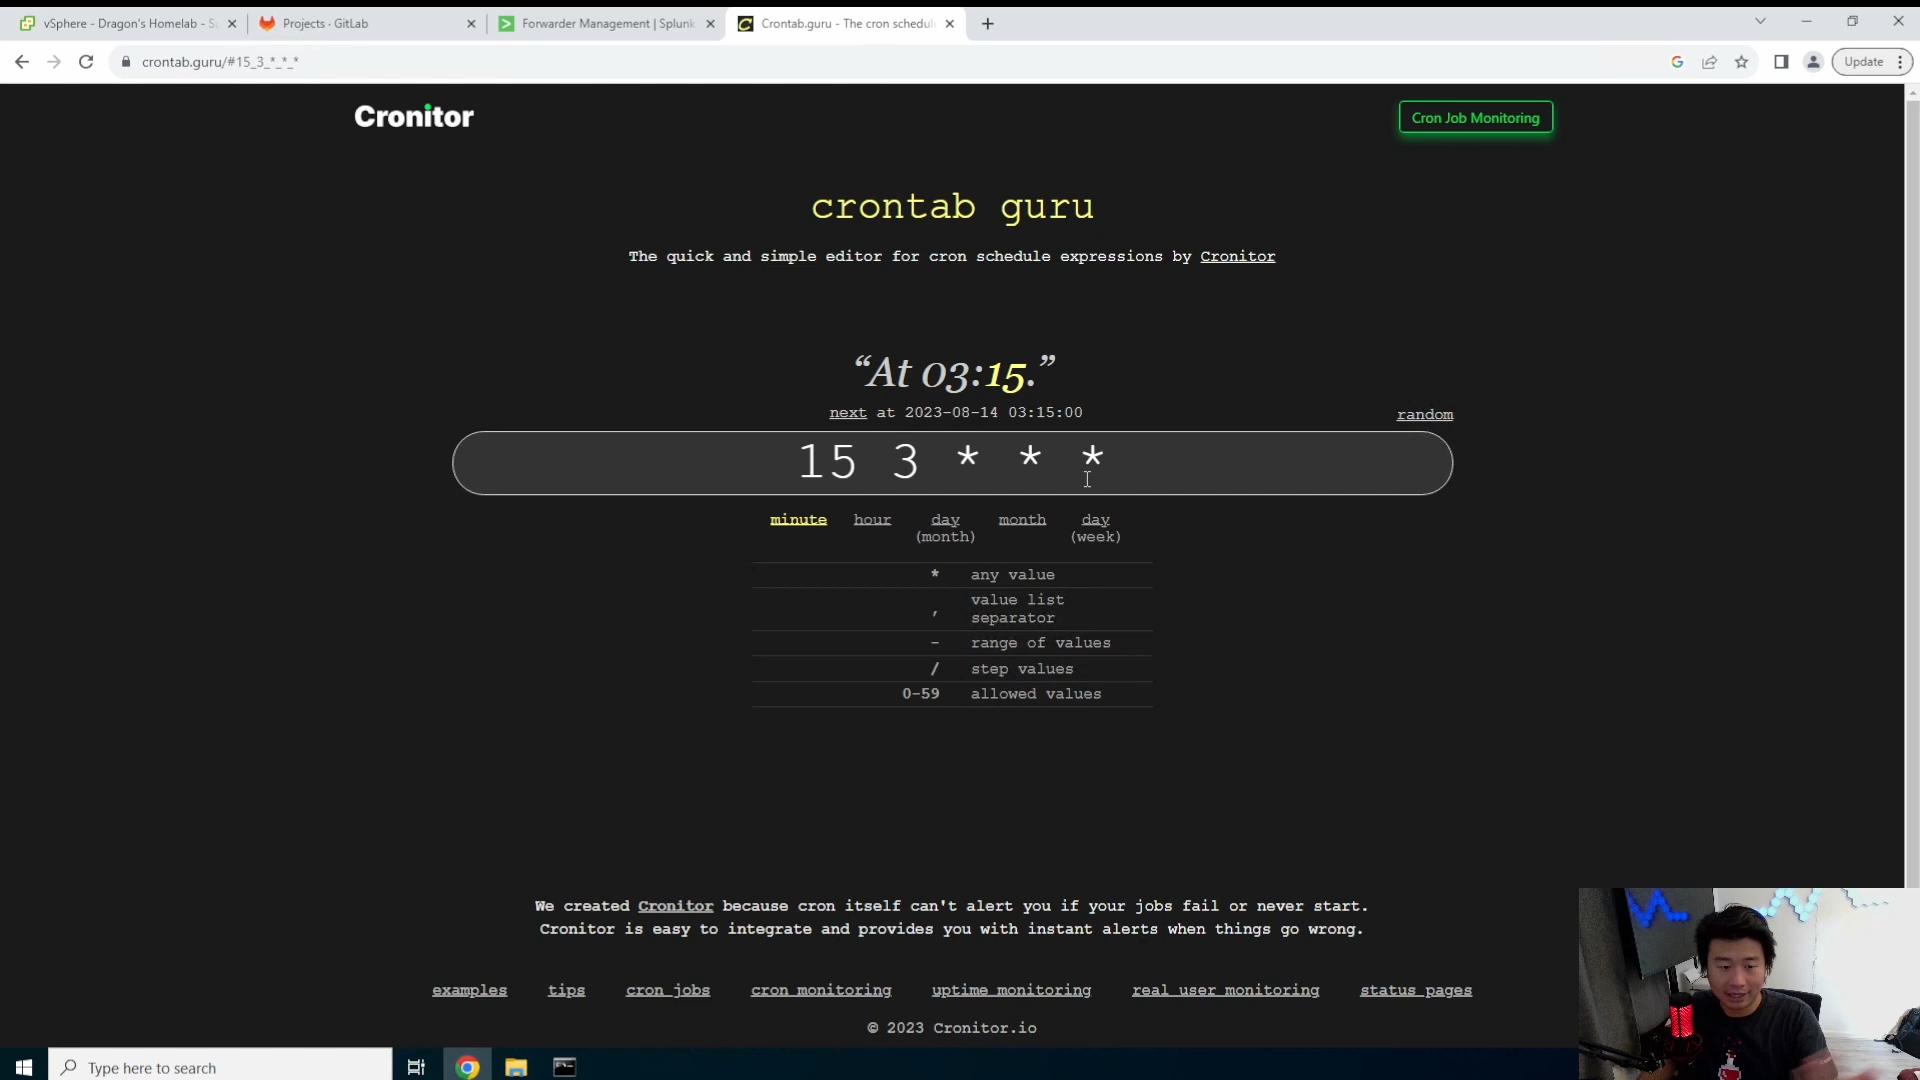 vSphere - Dragon's Homelab - S
Projects · GitLab
Forwarder Management | Splunk
Crontab.guru - The cron schedul
crontab.guru/#15_3_*_*_*
Update
Cronitor
Cron Job Monitoring
crontab guru
The quick and simple editor for cron schedule expressions by Cronitor
“At 03:15.”
next at 2023-08-14 03:15:00
random
15 3 * * *
minute hour day (month) month day (week)
* any value
, value list separator
- range of values
/ step values
0-59 allowed values
We created Cronitor because cron itself can't alert you if your jobs fail or never start.
Cronitor is easy to integrate and provides you with instant alerts when things go wrong.
examples tips cron jobs cron monitoring uptime monitoring real user monitoring status pages
© 2023 Cronitor.io
Type here to search